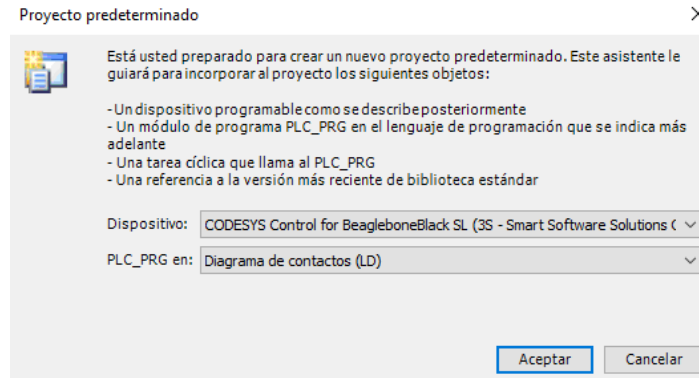 Proyecto predeterminado
Está usted preparado para crear un nuevo proyecto predeterminado. Este asistente le
guiará para incorporar al proyecto los siguientes objetos:
- Un dispositivo programable como se describe posteriormente
- Un módulo de programa PLC_PRG en el lenguaje de programación que se indica más
adelante
- Una tarea cíclica que llama al PLC_PRG
- Una referencia a la versión más reciente de biblioteca estándar
Dispositivo: CODESYS Control for BeagleboneBlack SL (3S - Smart Software Solutions (
PLC_PRG en: Diagrama de contactos (LD)
Aceptar Cancelar